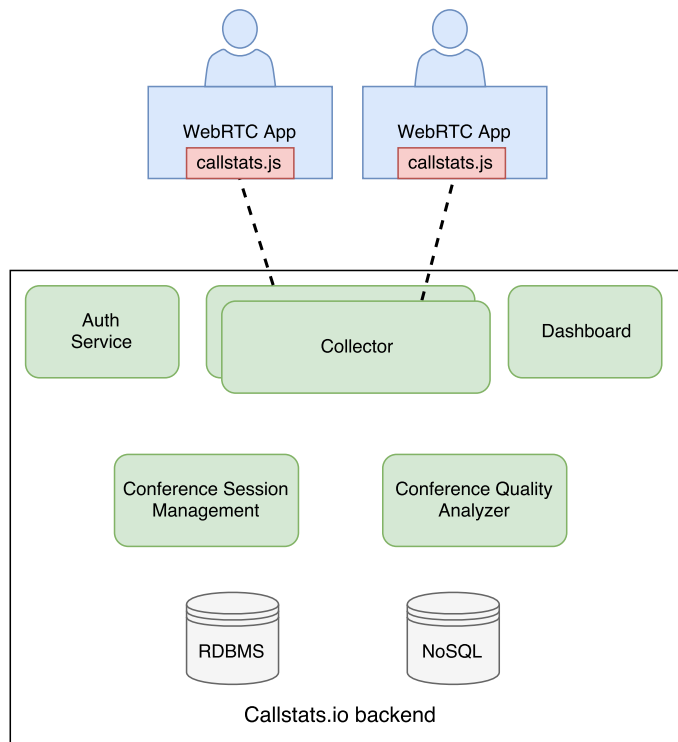 WebRTC App
callstats.js
WebRTC App
callstats.js
Auth
Service
Collector
Dashboard
Conference Session
Management
Conference Quality
Analyzer
RDBMS
NoSQL
Callstats.io backend